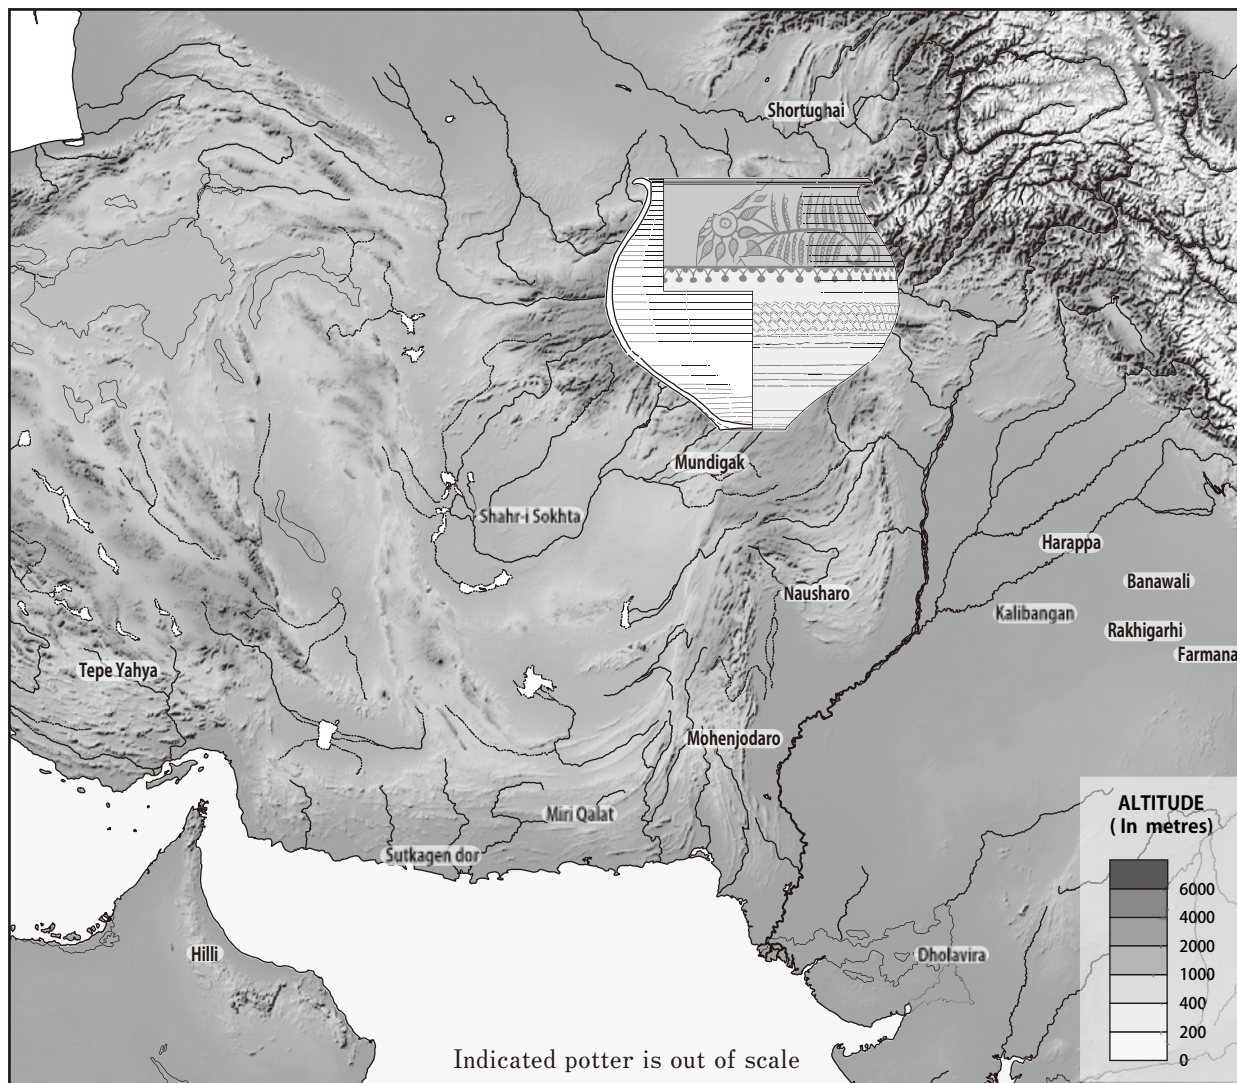 Shortughai
Mundigak
Shahr-i Sokhta
Harappa
Banawali
Nausharo
Kalibangan
Rakhigarhi
Farmana
Tepe Yahya
Mohenjodaro
Miri Qalat
Sutkagen dor
Hilli
Dholavira
ALTITUDE
( In metres)
6000
4000
2000
1000
400
200
0
Indicated potter is out of scale